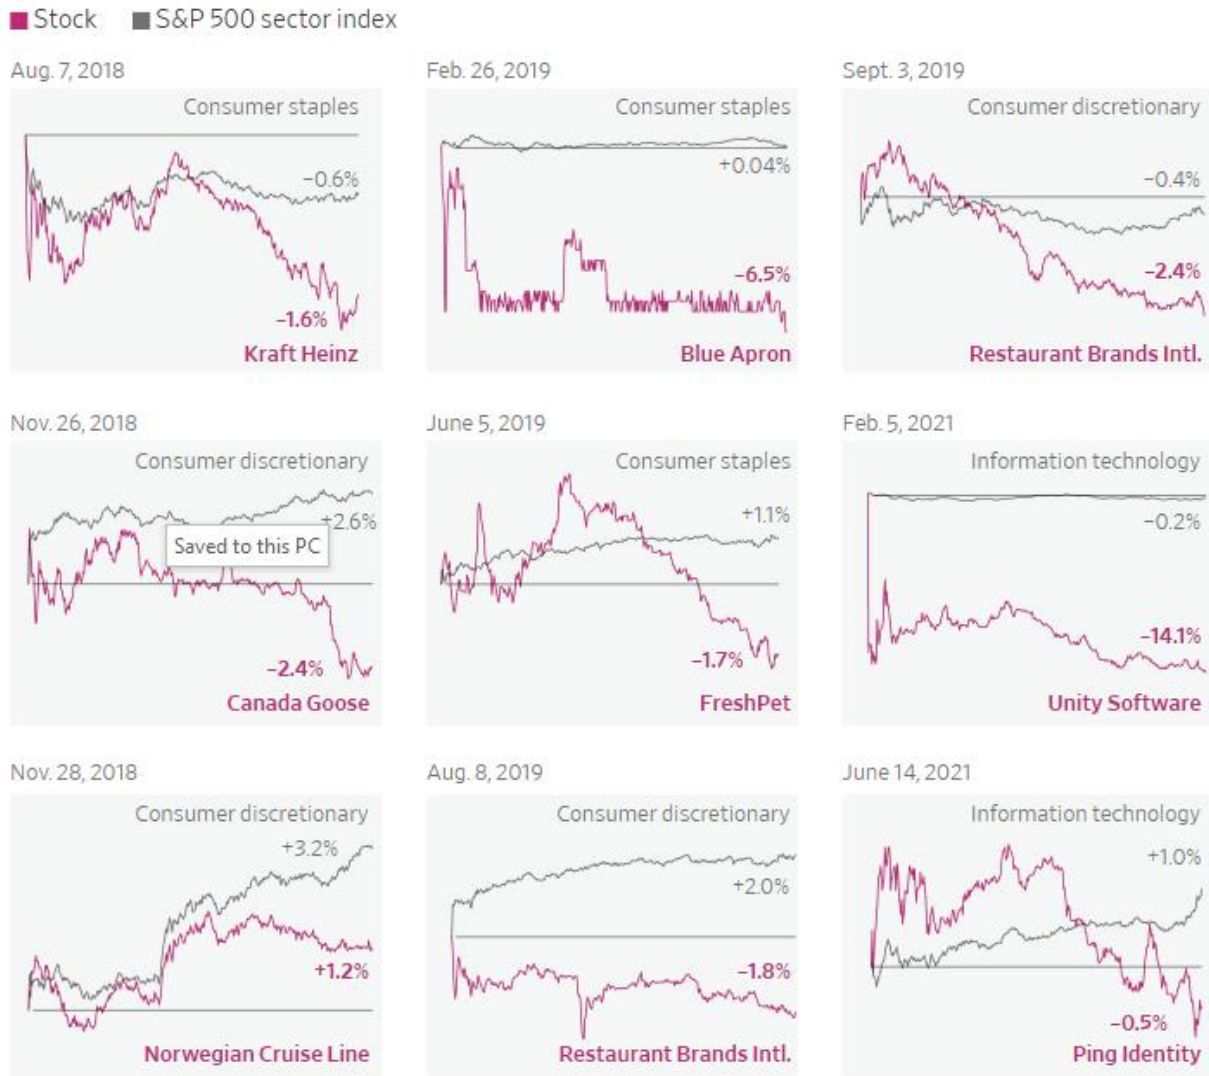 Stock S&P 500 sector index
Aug. 7, 2018
Consumer staples
−0.6%
−1.6%
Kraft Heinz
Feb. 26, 2019
Consumer staples
+0.04%
−6.5%
Blue Apron
Sept. 3, 2019
Consumer discretionary
−0.4%
−2.4%
Restaurant Brands Intl.
Nov. 26, 2018
Consumer discretionary
+2.6%
Saved to this PC
−2.4%
Canada Goose
June 5, 2019
Consumer staples
+1.1%
−1.7%
FreshPet
Feb. 5, 2021
Information technology
−0.2%
−14.1%
Unity Software
Nov. 28, 2018
Consumer discretionary
+3.2%
+1.2%
Norwegian Cruise Line
Aug. 8, 2019
Consumer discretionary
+2.0%
−1.8%
Restaurant Brands Intl.
June 14, 2021
Information technology
+1.0%
−0.5%
Ping Identity